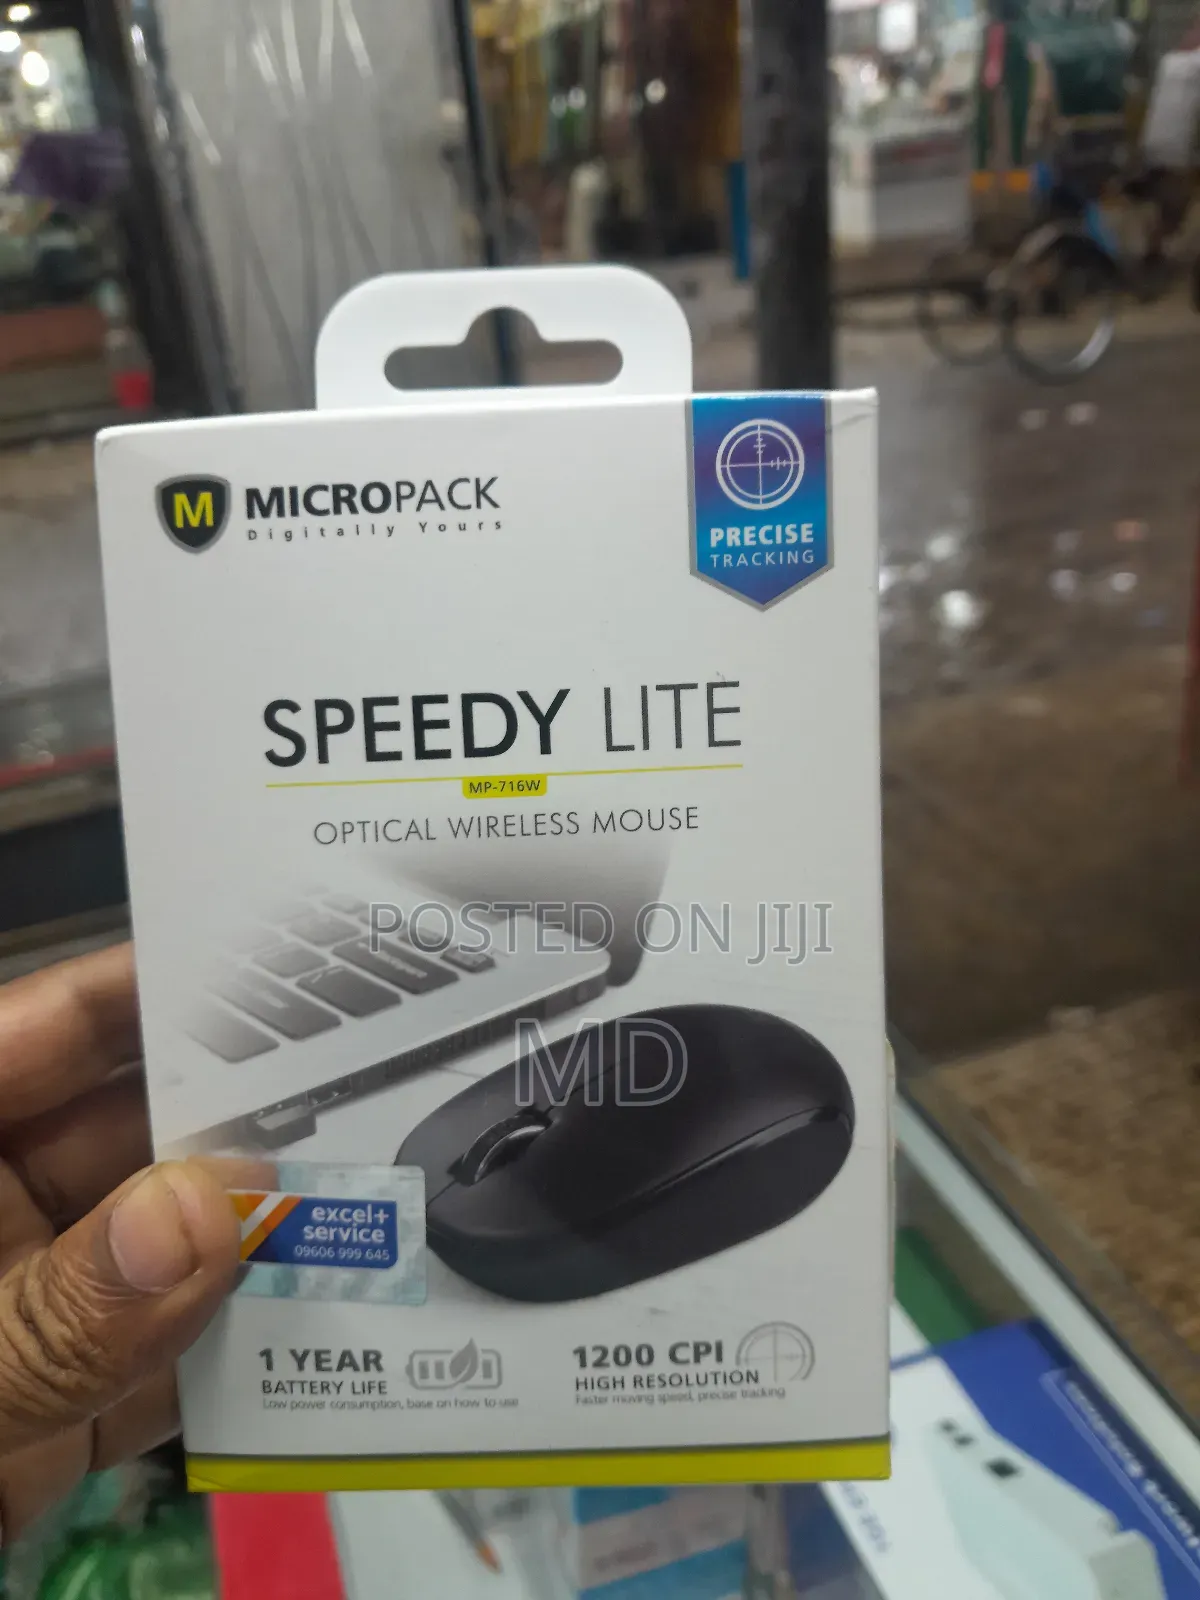 M MICROPACK
Digitally Yours
PRECISE
TRACKING
SPEEDY LITE
MP-716W
OPTICAL WIRELESS MOUSE
POSTED ON JIJI
MD
excel+
service
09606 999 645
1 YEAR
BATTERY LIFE
Low power consumption, base on how to use
1200 CPI
HIGH RESOLUTION
Faster moving speed, precise tracking